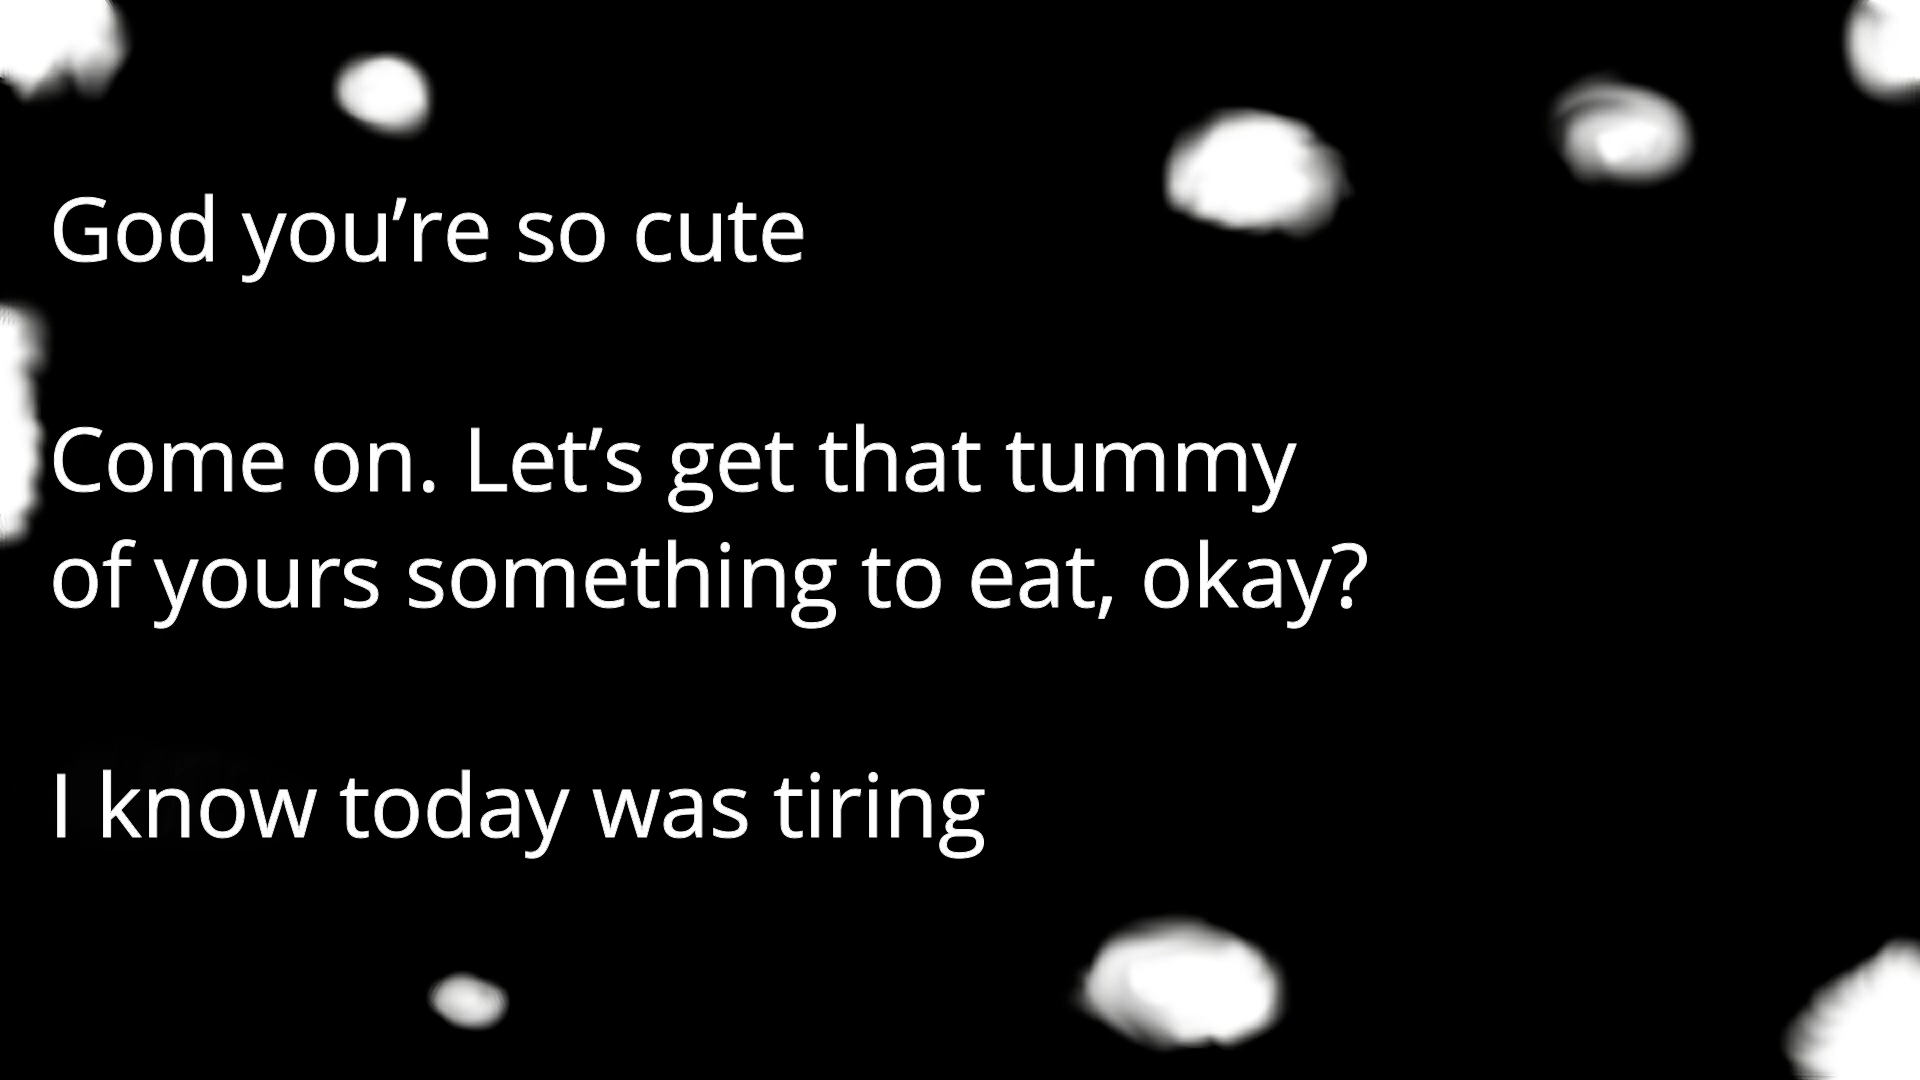 God you’re so cute
Come on. Let’s get that tummy
of yours something to eat, okay?
I know today was tiring